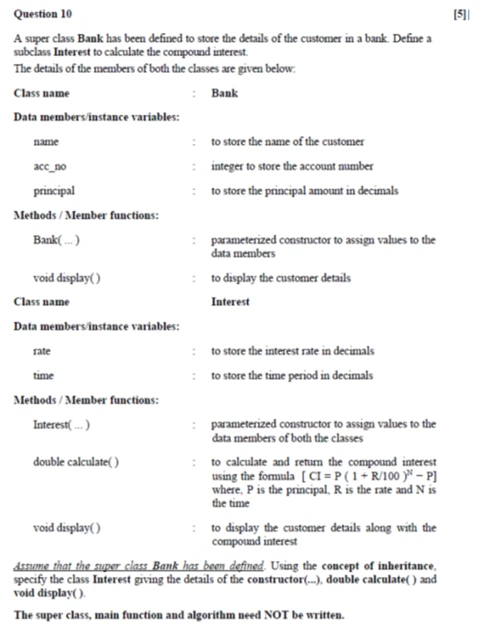 Question 10 [5]
A super class Bank has been defined to store the details of the customer in a bank. Define a
subclass Interest to calculate the compound interest.
The details of the members of both the classes are given below:
Class name : Bank
Data members/instance variables:
name : to store the name of the customer
acc_no : integer to store the account number
principal : to store the principal amount in decimals
Methods / Member functions:
Bank( ... ) : parameterized constructor to assign values to the
data members
void display( ) : to display the customer details
Class name : Interest
Data members/instance variables:
rate : to store the interest rate in decimals
time : to store the time period in decimals
Methods / Member functions:
Interest( ... ) : parameterized constructor to assign values to the
data members of both the classes
double calculate( ) : to calculate and return the compound interest
using the formula [ CI = P ( 1 + R/100 )ᴺ − P]
where, P is the principal, R is the rate and N is
the time
void display( ) : to display the customer details along with the
compound interest
Assume that the super class Bank has been defined. Using the concept of inheritance,
specify the class Interest giving the details of the constructor(...), double calculate( ) and
void display( ).
The super class, main function and algorithm need NOT be written.